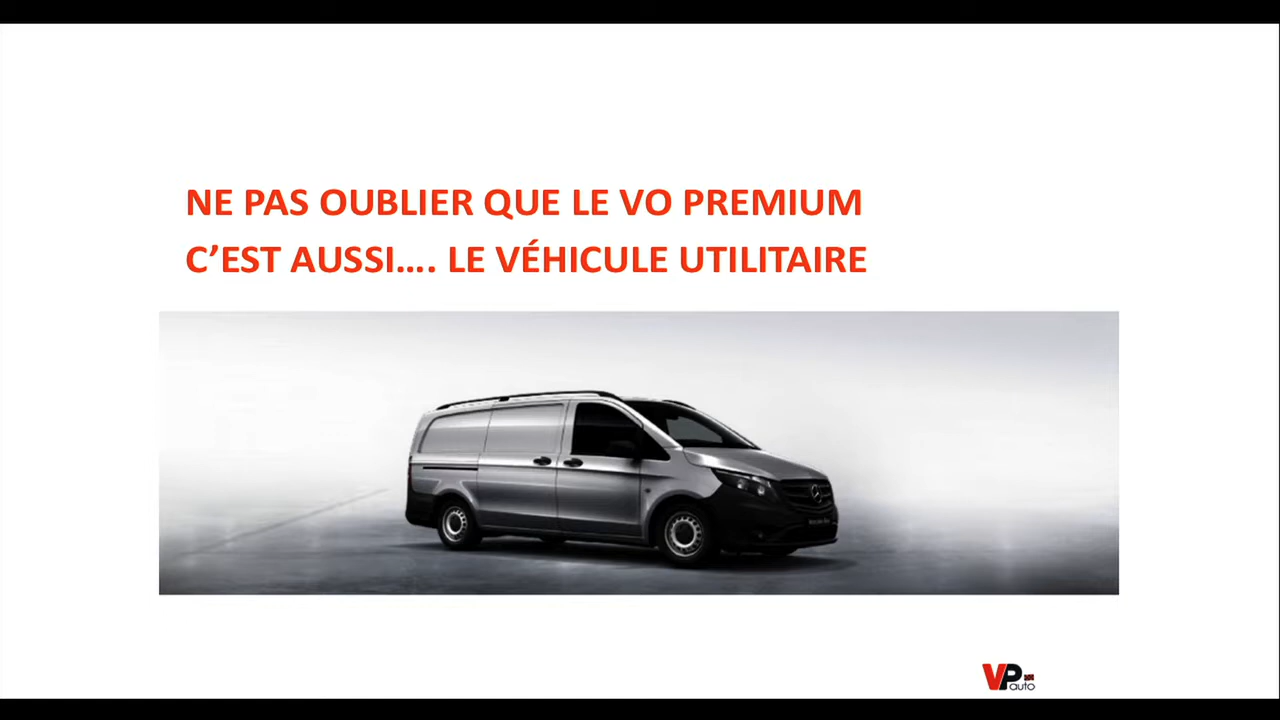 NE PAS OUBLIER QUE LE VO PREMIUM
C’EST AUSSI…. LE VÉHICULE UTILITAIRE
VP
auto